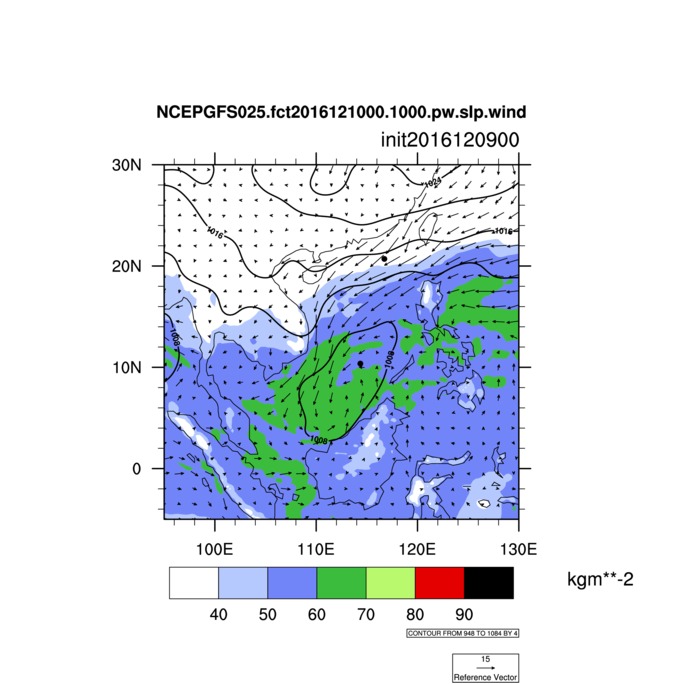 NCEPGFS025.fct2016121000.1000.pw.slp.wind
init2016120900
30N
1024
1016
1016
20N
1008
10N
1008
1008
0
100E 110E 120E 130E
kgm**-2
40 50 60 70 80 90
CONTOUR FROM 948 TO 1084 BY 4
15
Reference Vector